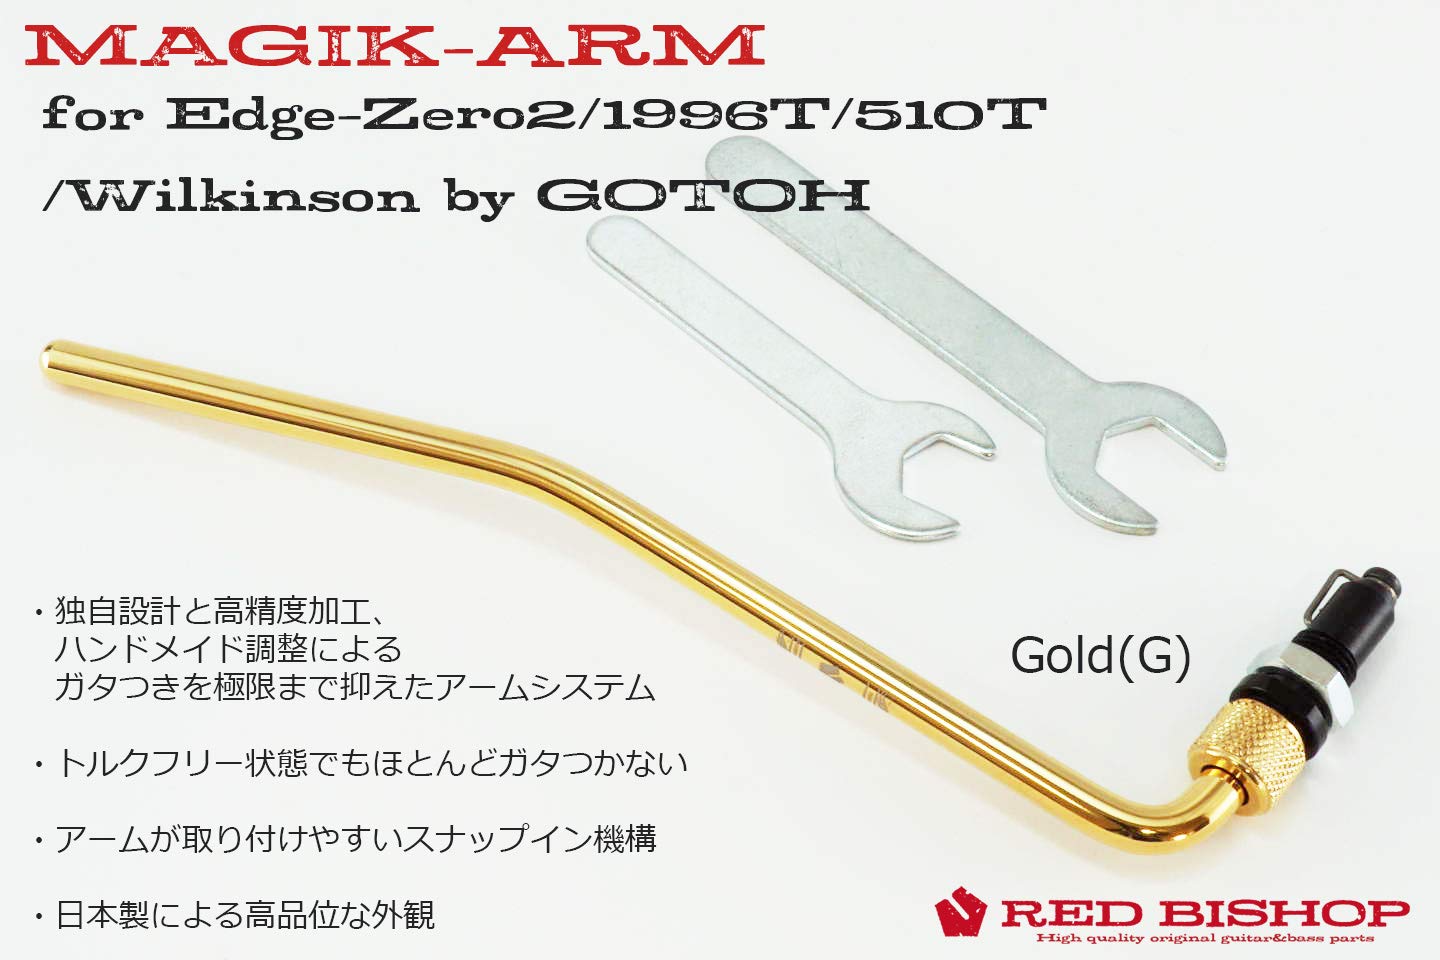 MAGIK-ARM
for Edge-Zero2/1996T/510T
/Wilkinson by GOTOH
・独自設計と高精度加工、
ハンドメイド調整による
ガタつきを極限まで抑えたアームシステム
・トルクフリー状態でもほとんどガタつかない
・アームが取り付けやすいスナップイン機構
・日本製による高品位な外観
Gold(G)
RED BISHOP
High quality original guitar&bass parts